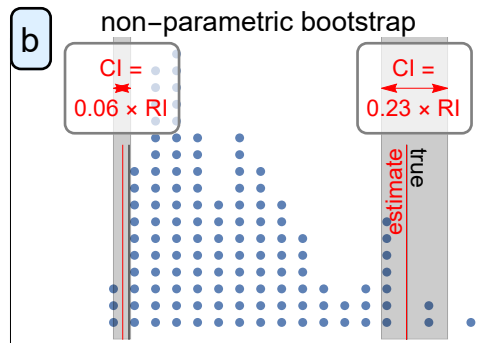 b
non−parametric bootstrap
CI =
0.06 × RI
CI =
0.23 × RI
estimate
true